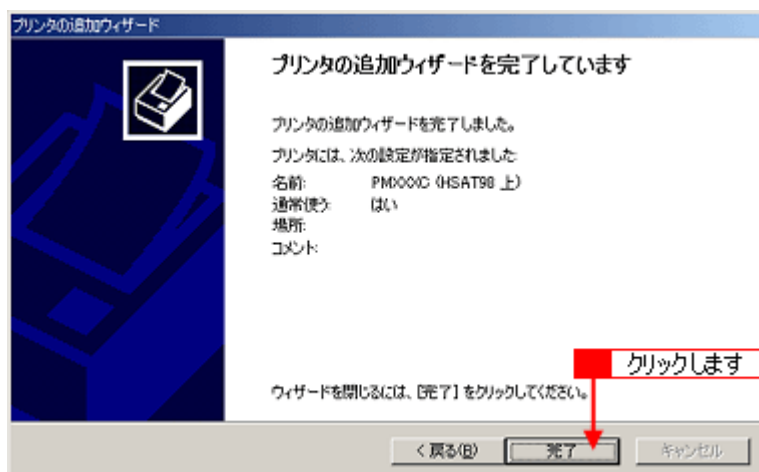 プリンタの追加ウィザード
プリンタの追加ウィザードを完了しています
プリンタの追加ウィザードを完了しました。
プリンタには、次の設定が指定されました:
名前: PMXXXC (HSAT98 上)
通常使う: はい
場所:
コメント:
クリックします
ウィザードを閉じるには、[完了] をクリックしてください。
< 戻る(B) 完了 キャンセル